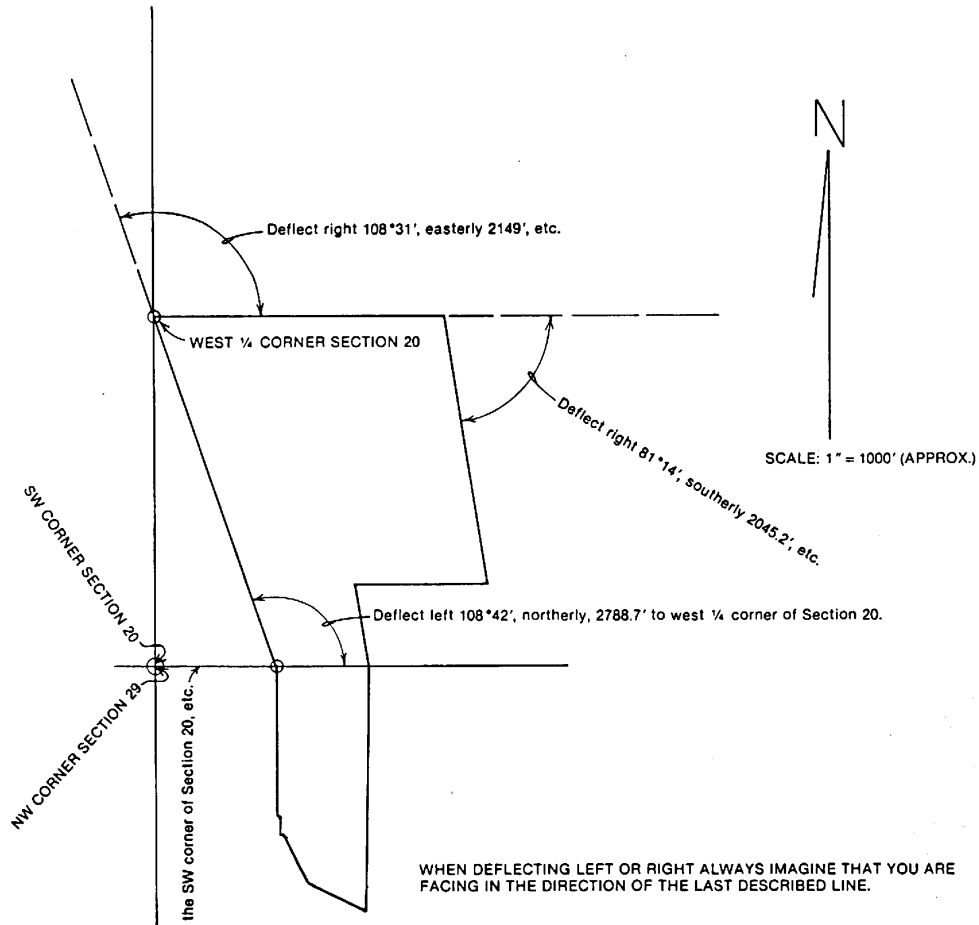 N
Deflect right 108°31′, easterly 2149′, etc.
WEST ¼ CORNER SECTION 20
Deflect right 81°14′, southerly 2045.2′, etc.
SCALE: 1″ = 1000′ (APPROX.)
SW CORNER SECTION 20
Deflect left 108°42′, northerly, 2788.7′ to west ¼ corner of Section 20.
NW CORNER SECTION 29
the SW corner of Section 20, etc.
WHEN DEFLECTING LEFT OR RIGHT ALWAYS IMAGINE THAT YOU ARE
FACING IN THE DIRECTION OF THE LAST DESCRIBED LINE.